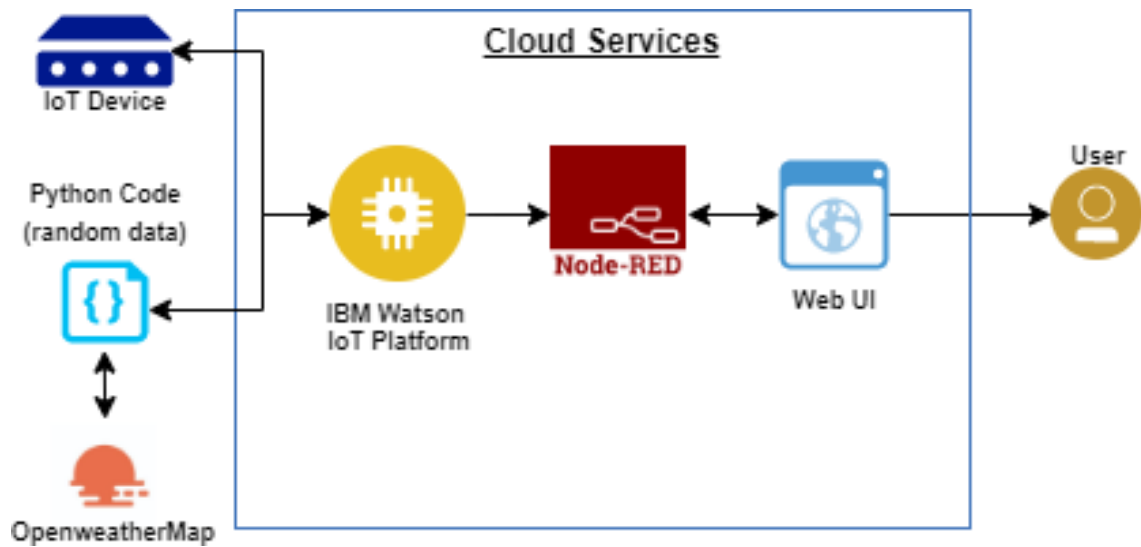 Cloud Services
IoT Device
Python Code
(random data)
{}
OpenweatherMap
IBM Watson
IoT Platform
Node-RED
Web UI
User